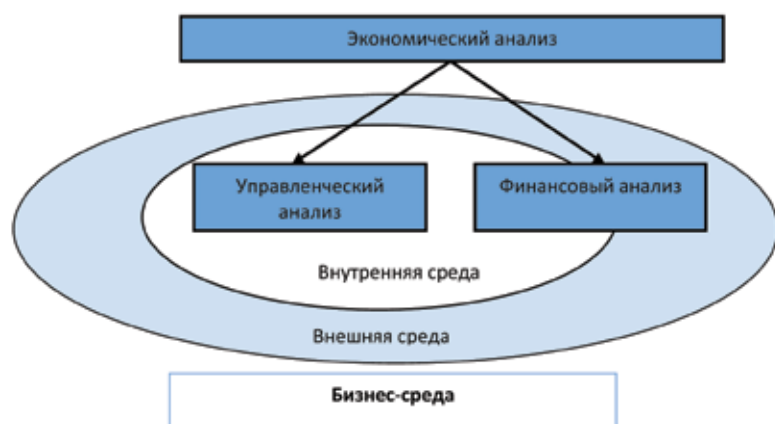 Экономический анализ
Управленческий
анализ
Финансовый анализ
Внутренняя среда
Внешняя среда
Бизнес-среда